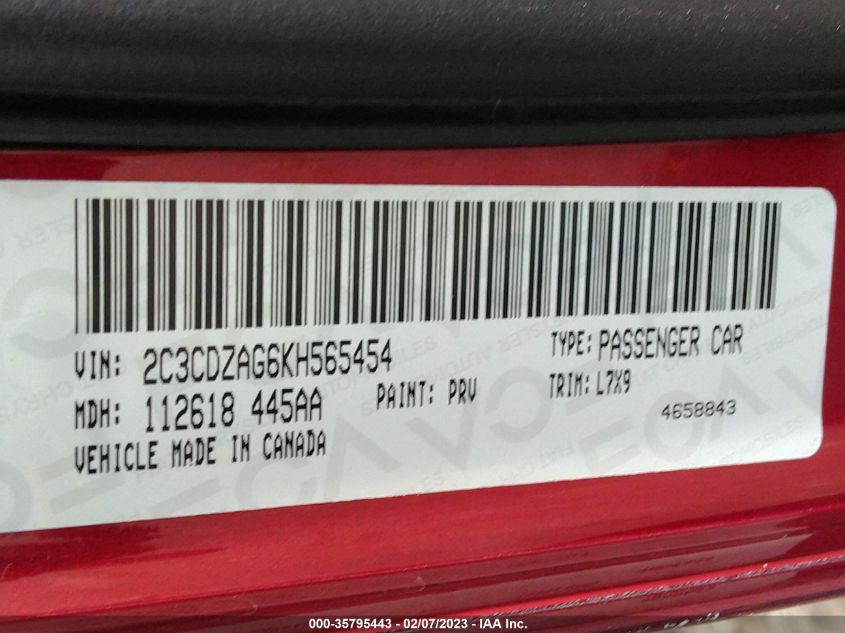 VIN: 2C3CDZAG6KH565454 TYPE: PASSENGER CAR
MDH: 112618 445AA PAINT: PRV TRIM: L7X9 4658843
VEHICLE MADE IN CANADA
000-35795443 - 02/07/2023 - IAA Inc.